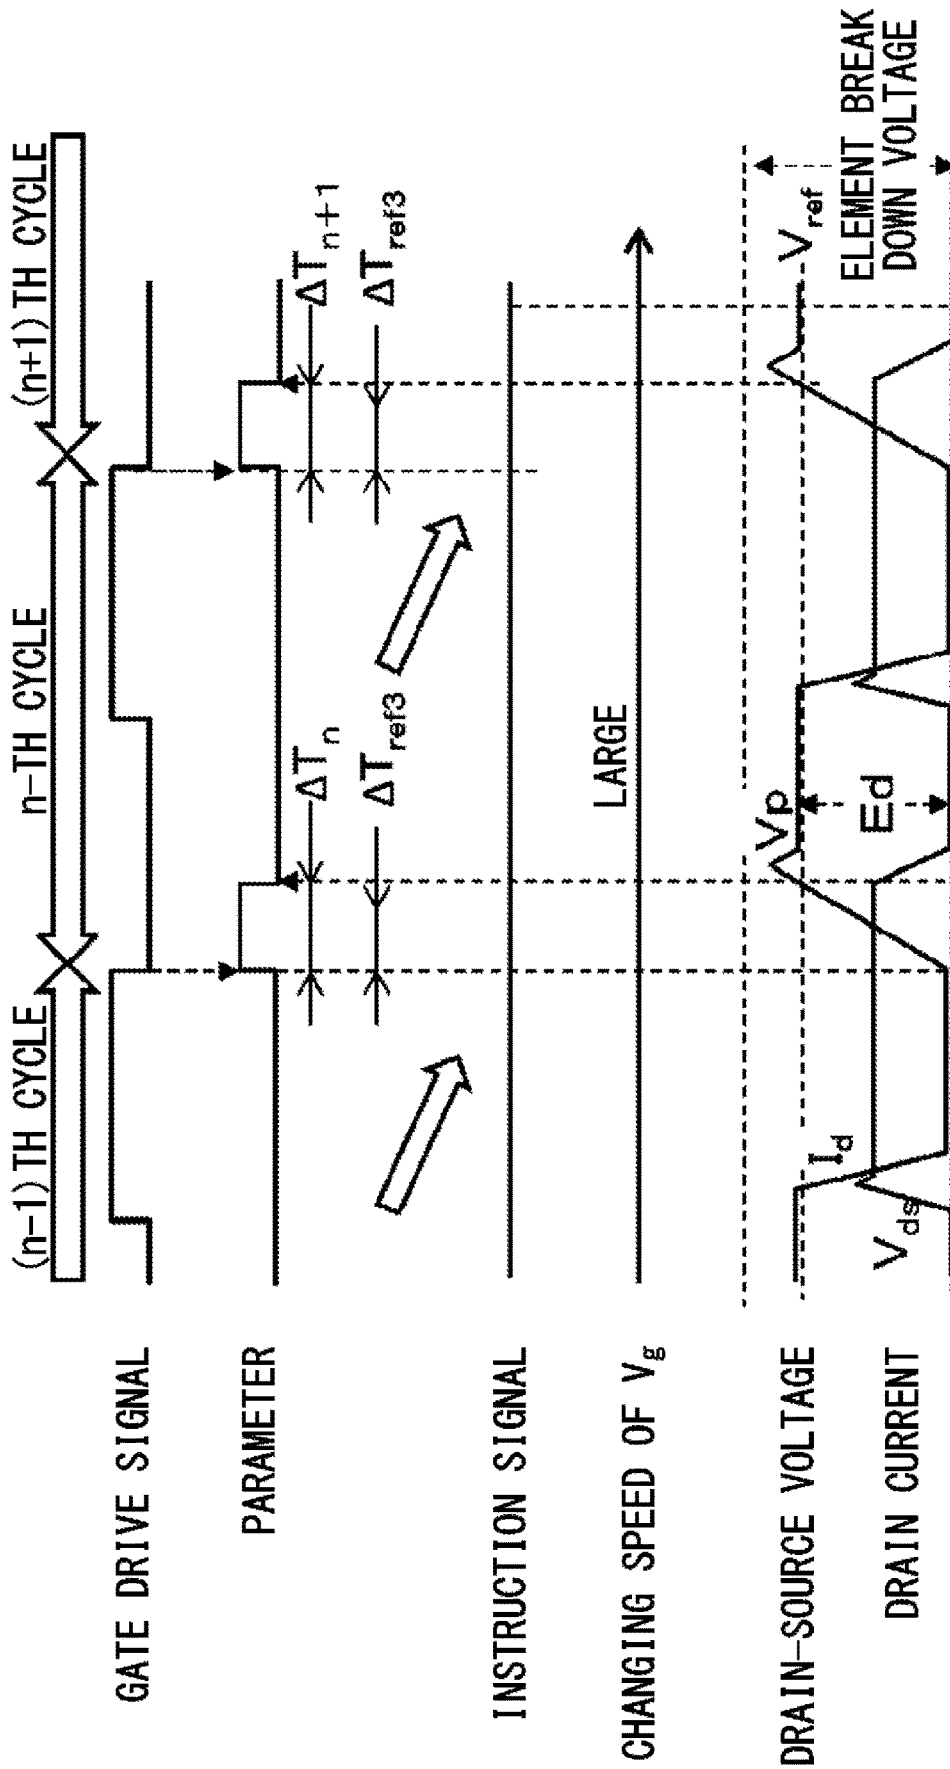 (n-1) TH CYCLE
n-TH CYCLE
(n+1) TH CYCLE
GATE DRIVE SIGNAL
PARAMETER
ΔTn
ΔTn+1
ΔTref3
ΔTref3
INSTRUCTION SIGNAL
CHANGING SPEED OF Vg
LARGE
DRAIN-SOURCE VOLTAGE
Id
Vp
Vref
DRAIN CURRENT
Vds
Ed
ELEMENT BREAK
DOWN VOLTAGE